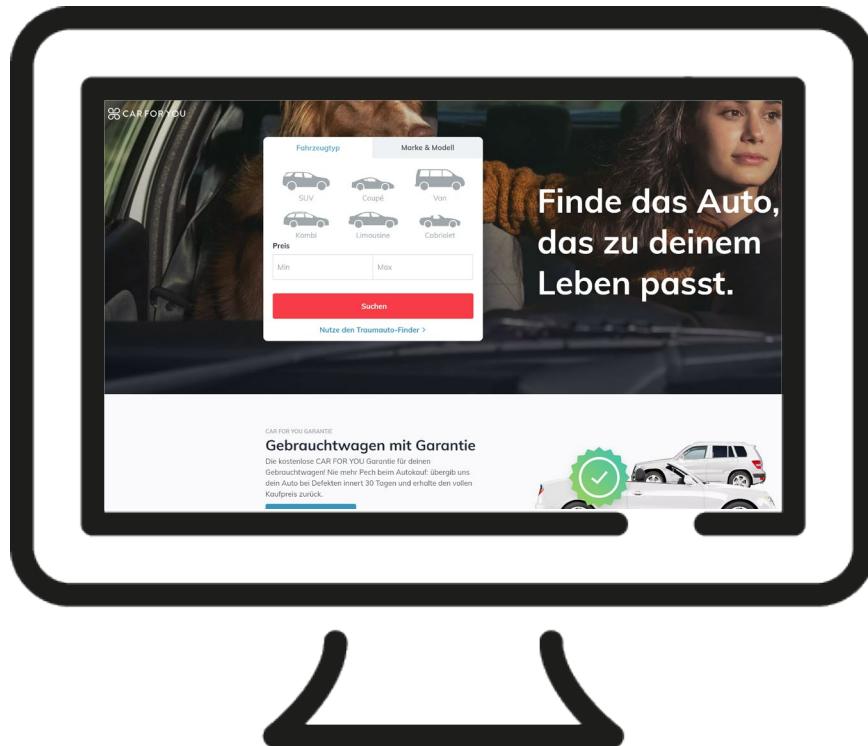 CAR FOR YOU
Fahrzeugtyp
Marke & Modell
SUV
Coupé
Van
Kombi
Limousine
Cabriolet
Preis
Min
Max
Suchen
Nutze den Traumauto-Finder >
Finde das Auto,
das zu deinem
Leben passt.
CAR FOR YOU GARANTIE
Gebrauchtwagen mit Garantie
Die kostenlose CAR FOR YOU Garantie für deinen
Gebrauchtwagen! Nie mehr Pech beim Autokauf: übergib uns
dein Auto bei Defekten innert 30 Tagen und erhalte den vollen
Kaufpreis zurück.